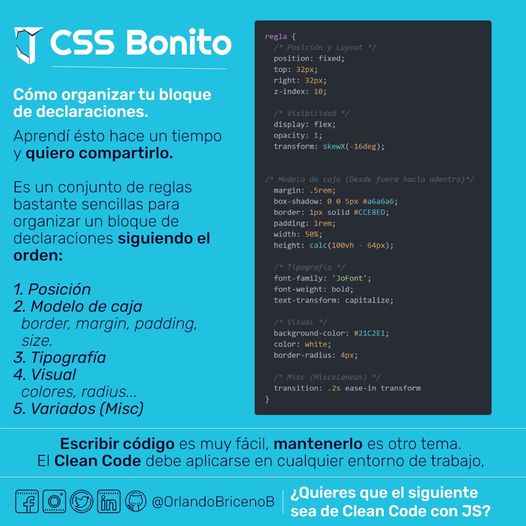 CSS Bonito
Cómo organizar tu bloque
de declaraciones.
Aprendí ésto hace un tiempo
y quiero compartirlo.
Es un conjunto de reglas
bastante sencillas para
organizar un bloque de
declaraciones siguiendo el
orden:
1. Posición
2. Modelo de caja
border, margin, padding,
size.
3. Tipografía
4. Visual
colores, radius...
5. Variados (Misc)
regla {
/* Posición y Layout */
position: fixed;
top: 32px;
right: 32px;
z-index: 10;
/* Visibilidad */
display: flex;
opacity: 1;
transform: skewX(-16deg);
/* Modelo de caja (Desde fuera hacia adentro)*/
margin: .5rem;
box-shadow: 0 0 5px #a6a6a6;
border: 1px solid #CCE8ED;
padding: 1rem;
width: 50%;
height: calc(100vh - 64px);
/* Tipografía */
font-family: 'JoFont';
font-weight: bold;
text-transform: capitalize;
/* Visual */
background-color: #21C2E1;
color: white;
border-radius: 4px;
/* Misc (Misceláneas) */
transition: .2s ease-in transform
}
Escribir código es muy fácil, mantenerlo es otro tema.
El Clean Code debe aplicarse en cualquier entorno de trabajo,
@OrlandoBricenoB
¿Quieres que el siguiente
sea de Clean Code con JS?